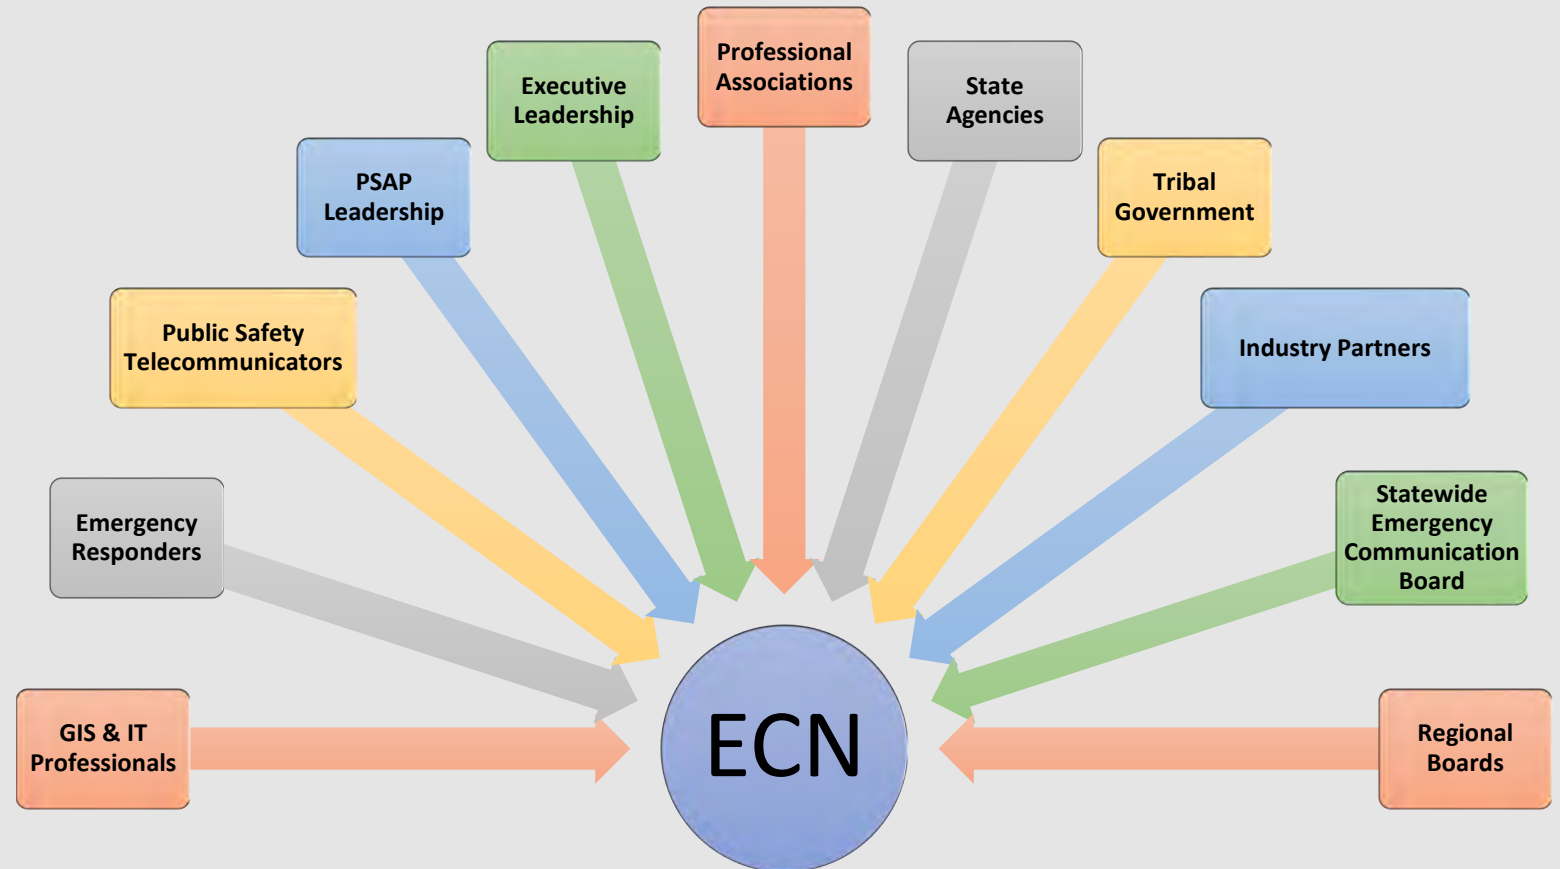 Professional
Associations
Executive
Leadership
State
Agencies
PSAP
Leadership
Tribal
Government
Public Safety
Telecommunicators
Industry Partners
Emergency
Responders
Statewide
Emergency
Communication
Board
GIS & IT
Professionals
ECN
Regional
Boards